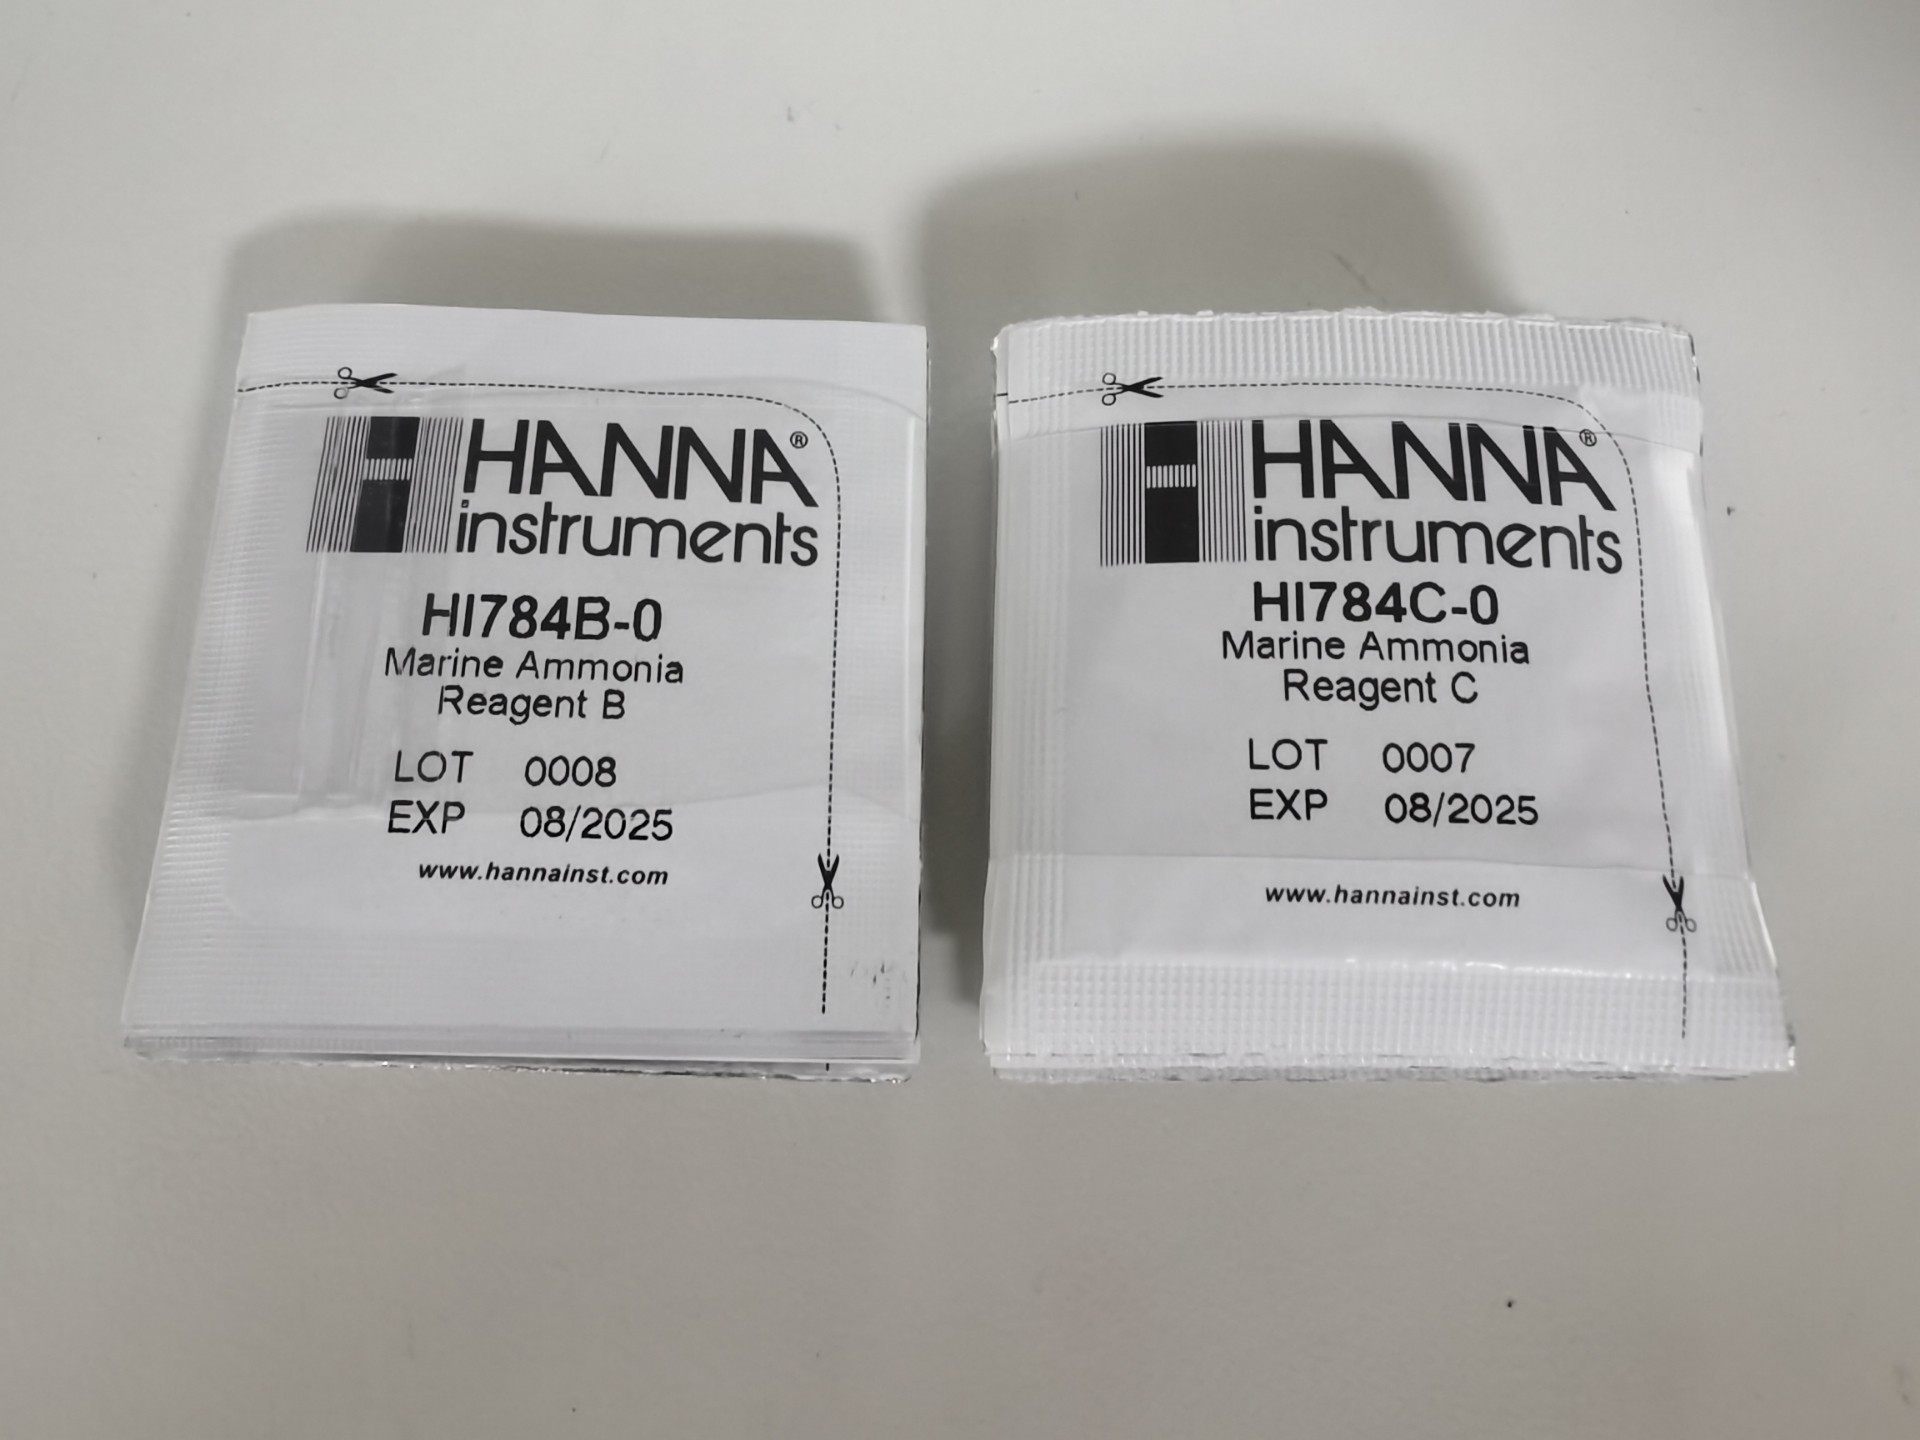 HANNA®
instruments
HI784B-0
Marine Ammonia
Reagent B
LOT 0008
EXP 08/2025
www.hannainst.com
HANNA®
instruments
HI784C-0
Marine Ammonia
Reagent C
LOT 0007
EXP 08/2025
www.hannainst.com